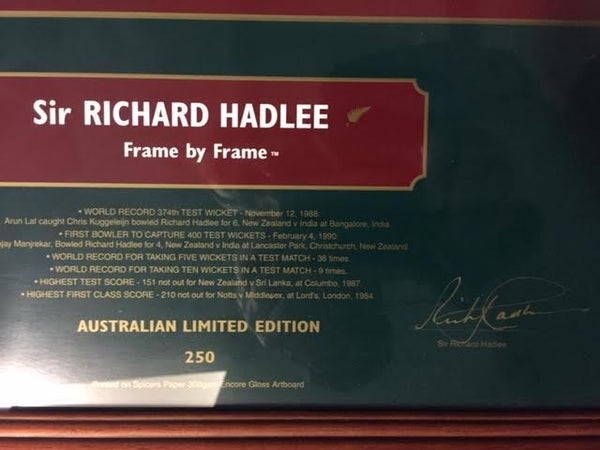 Sir RICHARD HADLEE
Frame by Frame ™
• WORLD RECORD 374th TEST WICKET - November 12, 1988
Arun Lal caught Chris Kuggeleijn bowled Richard Hadlee for 6, New Zealand v India at Bangalore, India
• FIRST BOWLER TO CAPTURE 400 TEST WICKETS - February 4, 1990
jay Manjrekar, Bowled Richard Hadlee for 4, New Zealand v India at Lancaster Park, Christchurch, New Zealand
• WORLD RECORD FOR TAKING FIVE WICKETS IN A TEST MATCH - 36 times.
• WORLD RECORD FOR TAKING TEN WICKETS IN A TEST MATCH - 9 times.
• HIGHEST TEST SCORE - 151 not out for New Zealand v Sri Lanka, at Columbo, 1987.
• HIGHEST FIRST CLASS SCORE - 210 not out for Notts v Middlesex, at Lord's, London, 1984.
AUSTRALIAN LIMITED EDITION
250
Sir Richard Hadlee
Printed on Spicers Paper 300gsm Encore Gloss Artboard